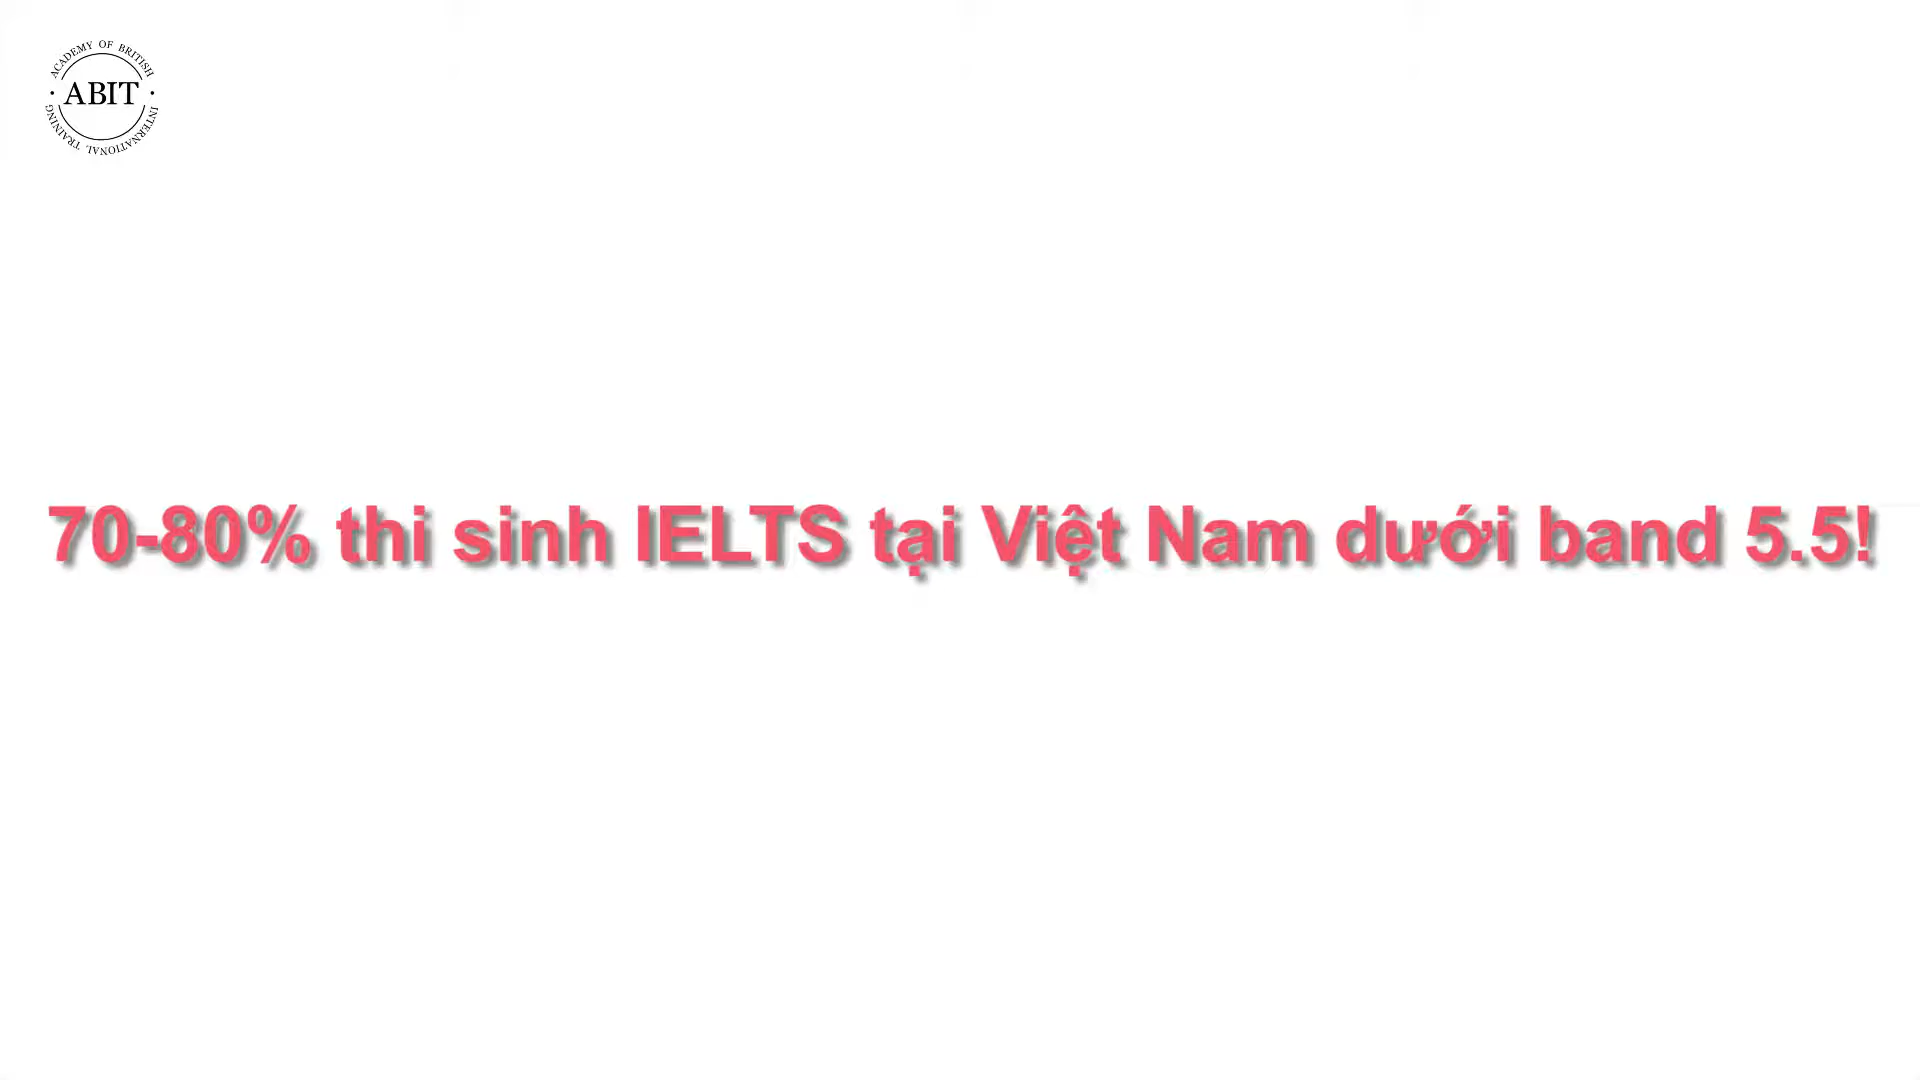 ACADEMY OF BRITISH
ABIT
INTERNATIONAL TRAINING
70-80% thi sinh IELTS tại Việt Nam dưới band 5.5!